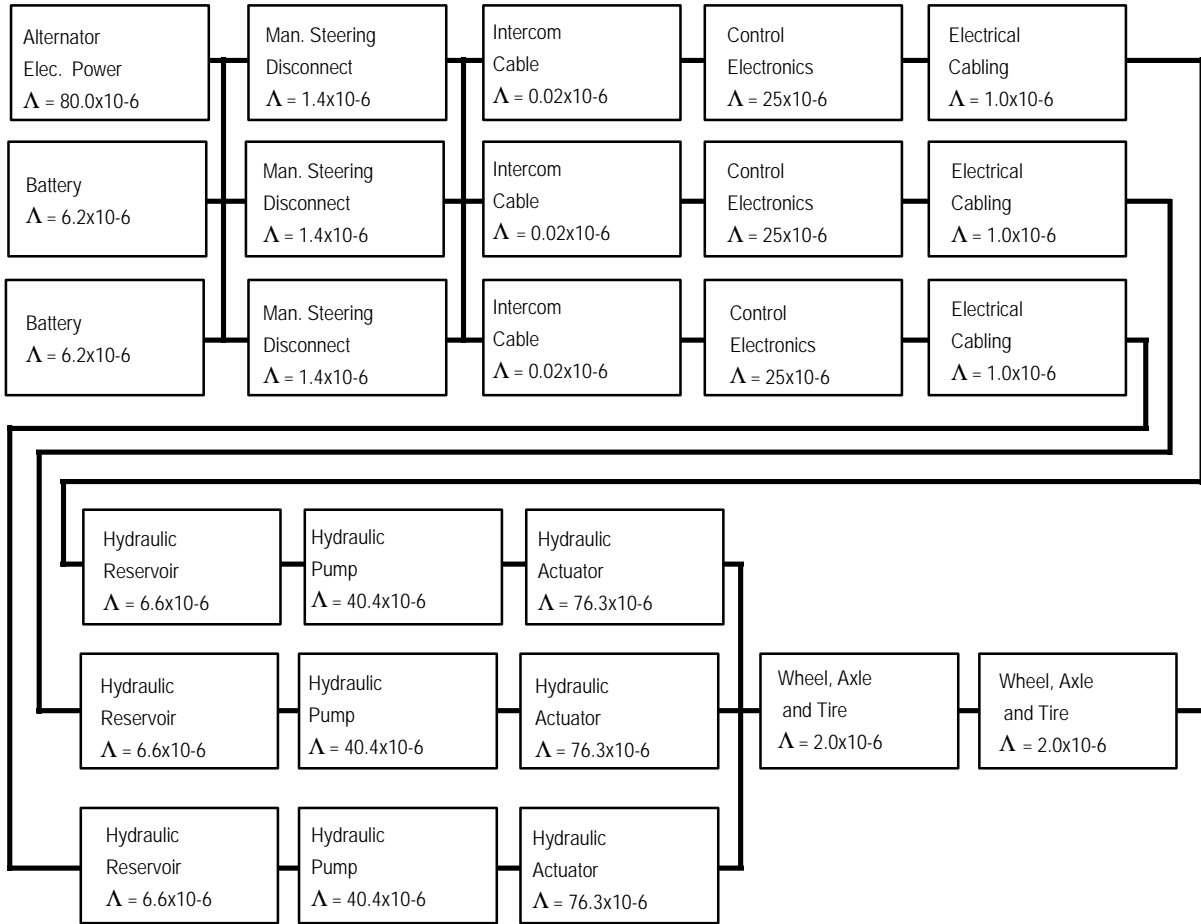 Alternator
Elec. Power
Λ = 80.0x10-6
Man. Steering
Disconnect
Λ = 1.4x10-6
Intercom
Cable
Λ = 0.02x10-6
Control
Electronics
Λ = 25x10-6
Electrical
Cabling
Λ = 1.0x10-6
Battery
Λ = 6.2x10-6
Man. Steering
Disconnect
Λ = 1.4x10-6
Intercom
Cable
Λ = 0.02x10-6
Control
Electronics
Λ = 25x10-6
Electrical
Cabling
Λ = 1.0x10-6
Battery
Λ = 6.2x10-6
Man. Steering
Disconnect
Λ = 1.4x10-6
Intercom
Cable
Λ = 0.02x10-6
Control
Electronics
Λ = 25x10-6
Electrical
Cabling
Λ = 1.0x10-6
Hydraulic
Reservoir
Λ = 6.6x10-6
Hydraulic
Pump
Λ = 40.4x10-6
Hydraulic
Actuator
Λ = 76.3x10-6
Hydraulic
Reservoir
Λ = 6.6x10-6
Hydraulic
Pump
Λ = 40.4x10-6
Hydraulic
Actuator
Λ = 76.3x10-6
Wheel, Axle
and Tire
Λ = 2.0x10-6
Wheel, Axle
and Tire
Λ = 2.0x10-6
Hydraulic
Reservoir
Λ = 6.6x10-6
Hydraulic
Pump
Λ = 40.4x10-6
Hydraulic
Actuator
Λ = 76.3x10-6